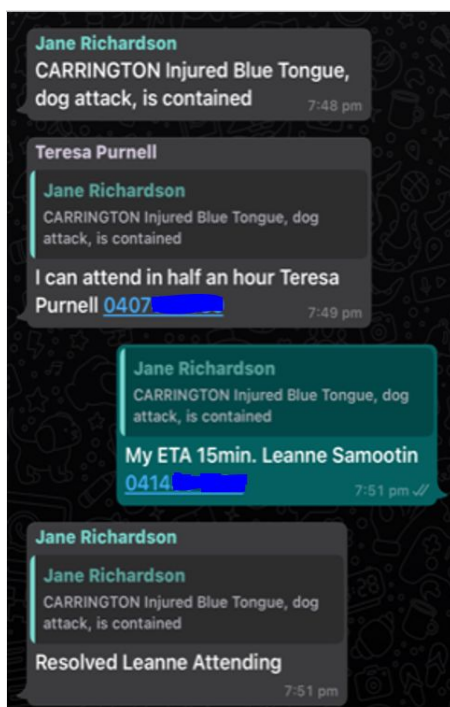 Jane Richardson
CARRINGTON Injured Blue Tongue,
dog attack, is contained
7:48 pm
Teresa Purnell
Jane Richardson
CARRINGTON Injured Blue Tongue, dog
attack, is contained
I can attend in half an hour Teresa
Purnell 0407
7:49 pm
Jane Richardson
CARRINGTON Injured Blue Tongue, dog
attack, is contained
My ETA 15min. Leanne Samootin
0414
7:51 pm
Jane Richardson
Jane Richardson
CARRINGTON Injured Blue Tongue, dog
attack, is contained
Resolved Leanne Attending
7:51 pm